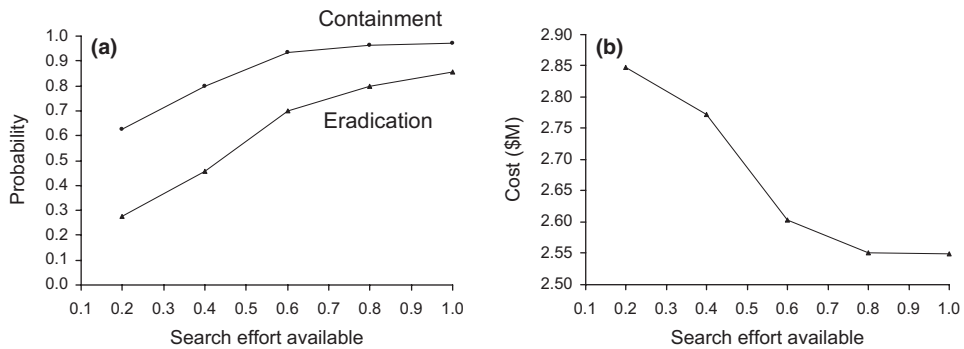 Containment
(a)
Eradication
Probability
1.0
0.9
0.8
0.7
0.6
0.5
0.4
0.3
0.2
0.1
0.0
0.1 0.2 0.3 0.4 0.5 0.6 0.7 0.8 0.9 1.0
Search effort available
(b)
Cost ($M)
2.90
2.85
2.80
2.75
2.70
2.65
2.60
2.55
2.50
0.1 0.2 0.3 0.4 0.5 0.6 0.7 0.8 0.9 1.0
Search effort available